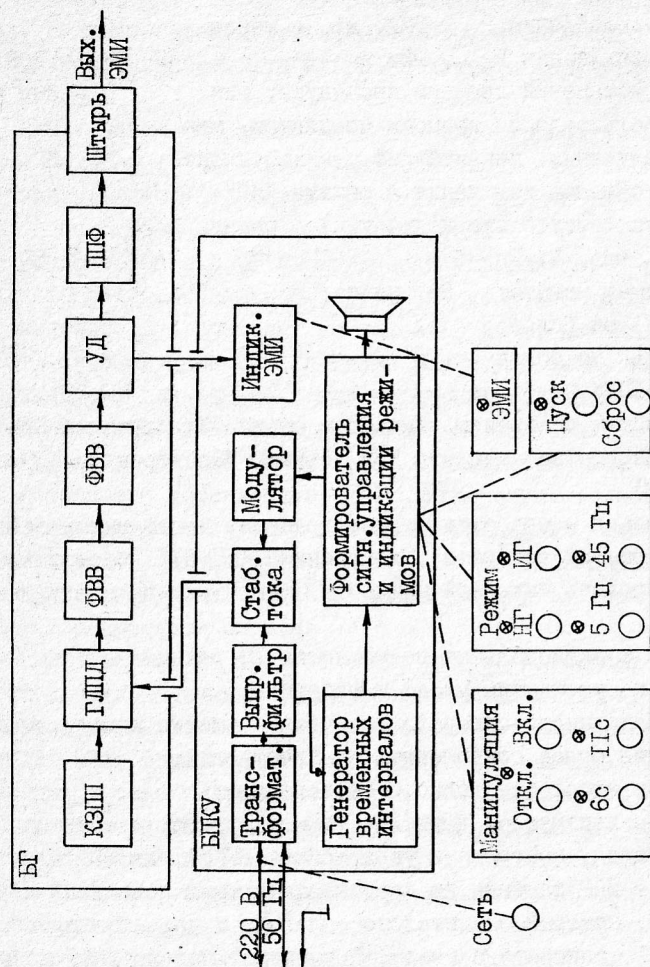 БГ
КЗШП
ГЛПД
ФВВ
ФВВ
УД
ППФ
Штырь
Вых.
ЭМИ
БПКУ
220 В
50 Гц
Транс-
формат.
Выпр.
фильтр
Стаб.
тока
Моду-
лятор
Индик.
ЭМИ
Генератор
временных
интервалов
Формирователь
сигн. управления
и индикации режи-
мов
Сеть
Манипуляция
Откл. Вкл.
6с 11с
Режим
НГ ИГ
5 ГЦ 45 ГЦ
ЭМИ
Пуск
Сброс